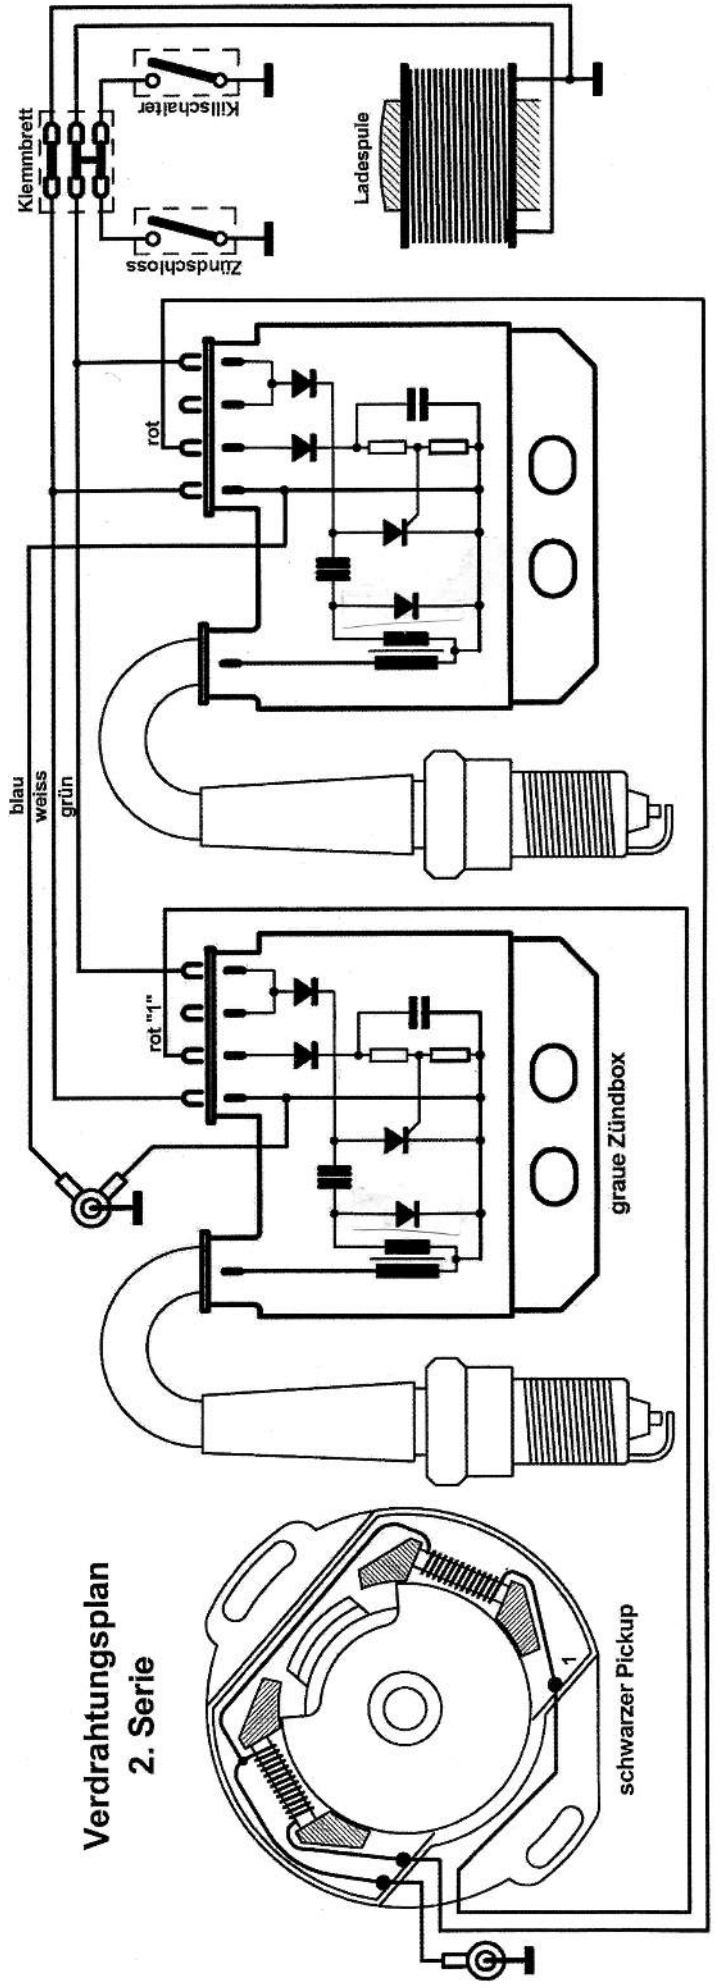 Verdrahtungsplan
2. Serie
Klemmbrett
Killschalter
Zündschloss
Ladespule
rot
blau
weiss
grün
rot "1"
graue Zündbox
1
schwarzer Pickup